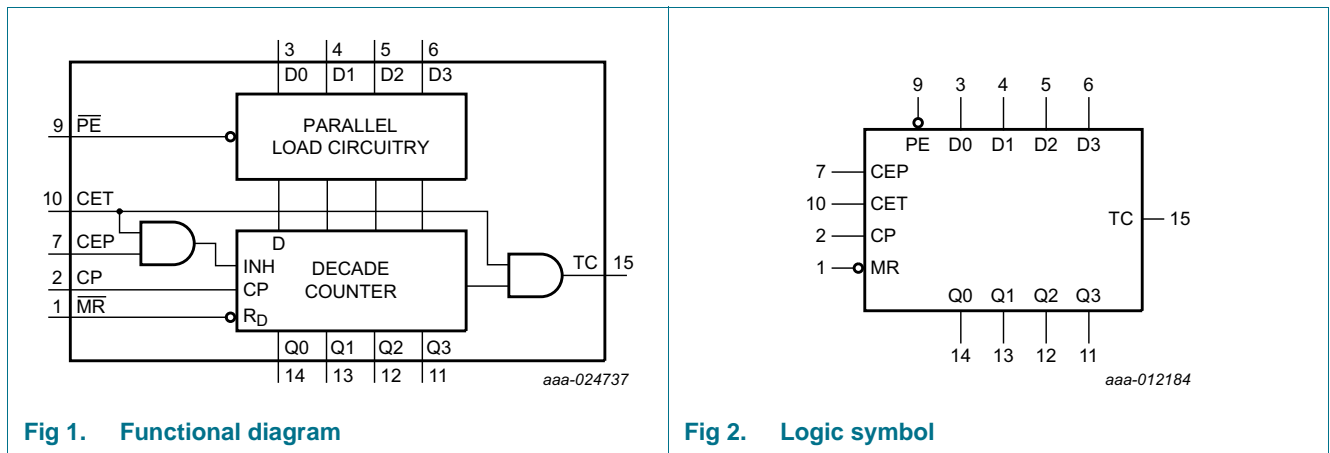 3 4 5 6
D0 D1 D2 D3
9 PE
PARALLEL
LOAD CIRCUITRY
10 CET
7 CEP
2 CP
1 MR
D
INH
CP
RD
DECADE
COUNTER
TC 15
Q0 Q1 Q2 Q3
14 13 12 11
aaa-024737
Fig 1. Functional diagram
9 3 4 5 6
PE D0 D1 D2 D3
7 CEP
10 CET
2 CP
1 MR
TC 15
Q0 Q1 Q2 Q3
14 13 12 11
aaa-012184
Fig 2. Logic symbol